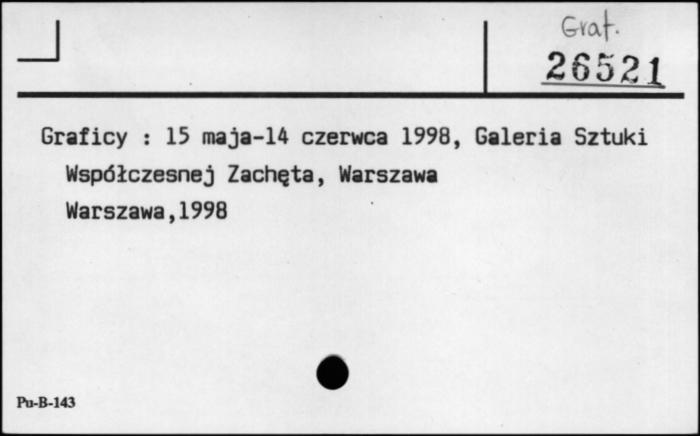 Graf.
26521
Graficy : 15 maja-14 czerwca 1998, Galeria Sztuki
Współczesnej Zachęta, Warszawa
Warszawa,1998
Pu-B-143